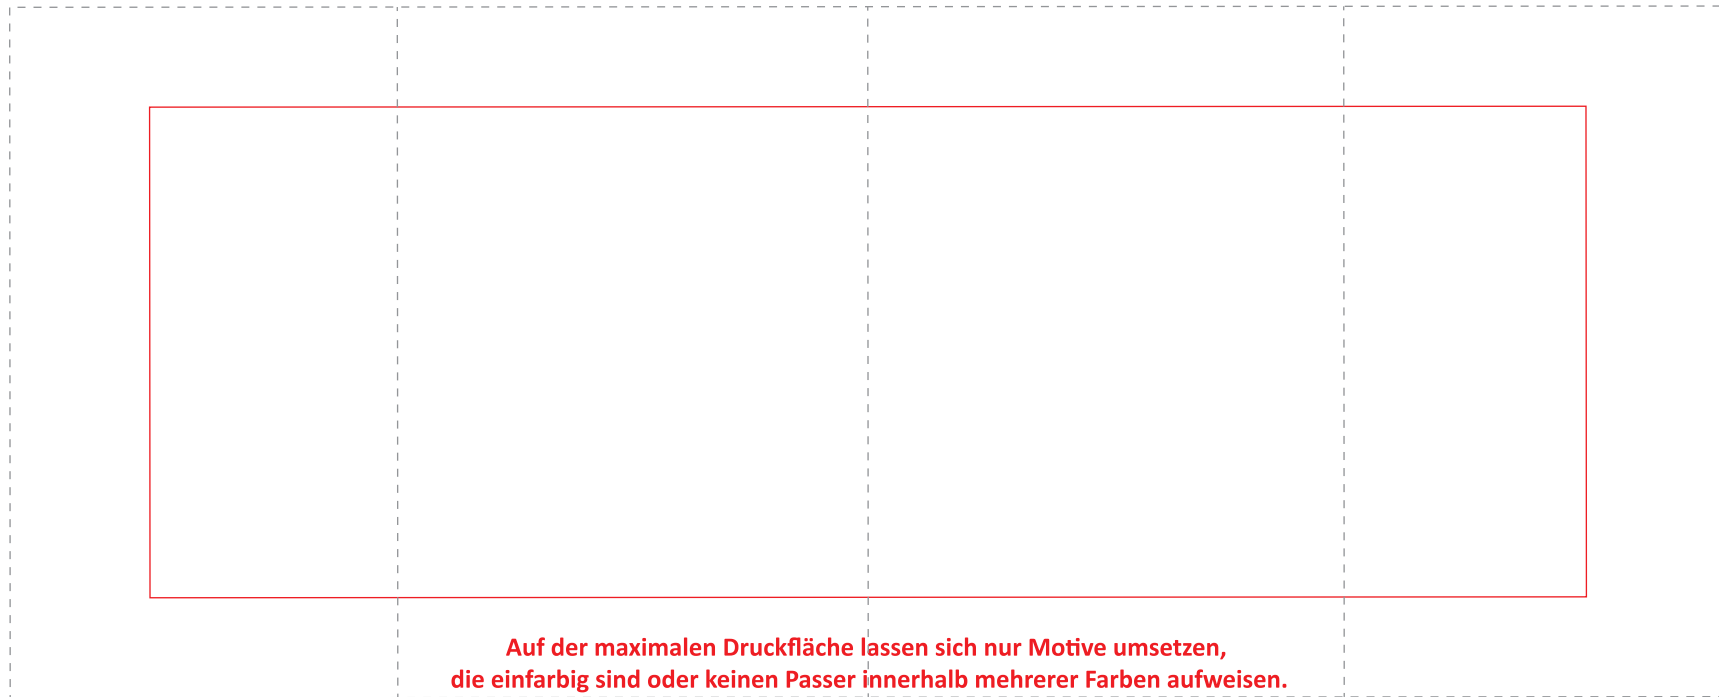 Auf der maximalen Druckfläche lassen sich nur Motive umsetzen,
die einfarbig sind oder keinen Passer innerhalb mehrerer Farben aufweisen.